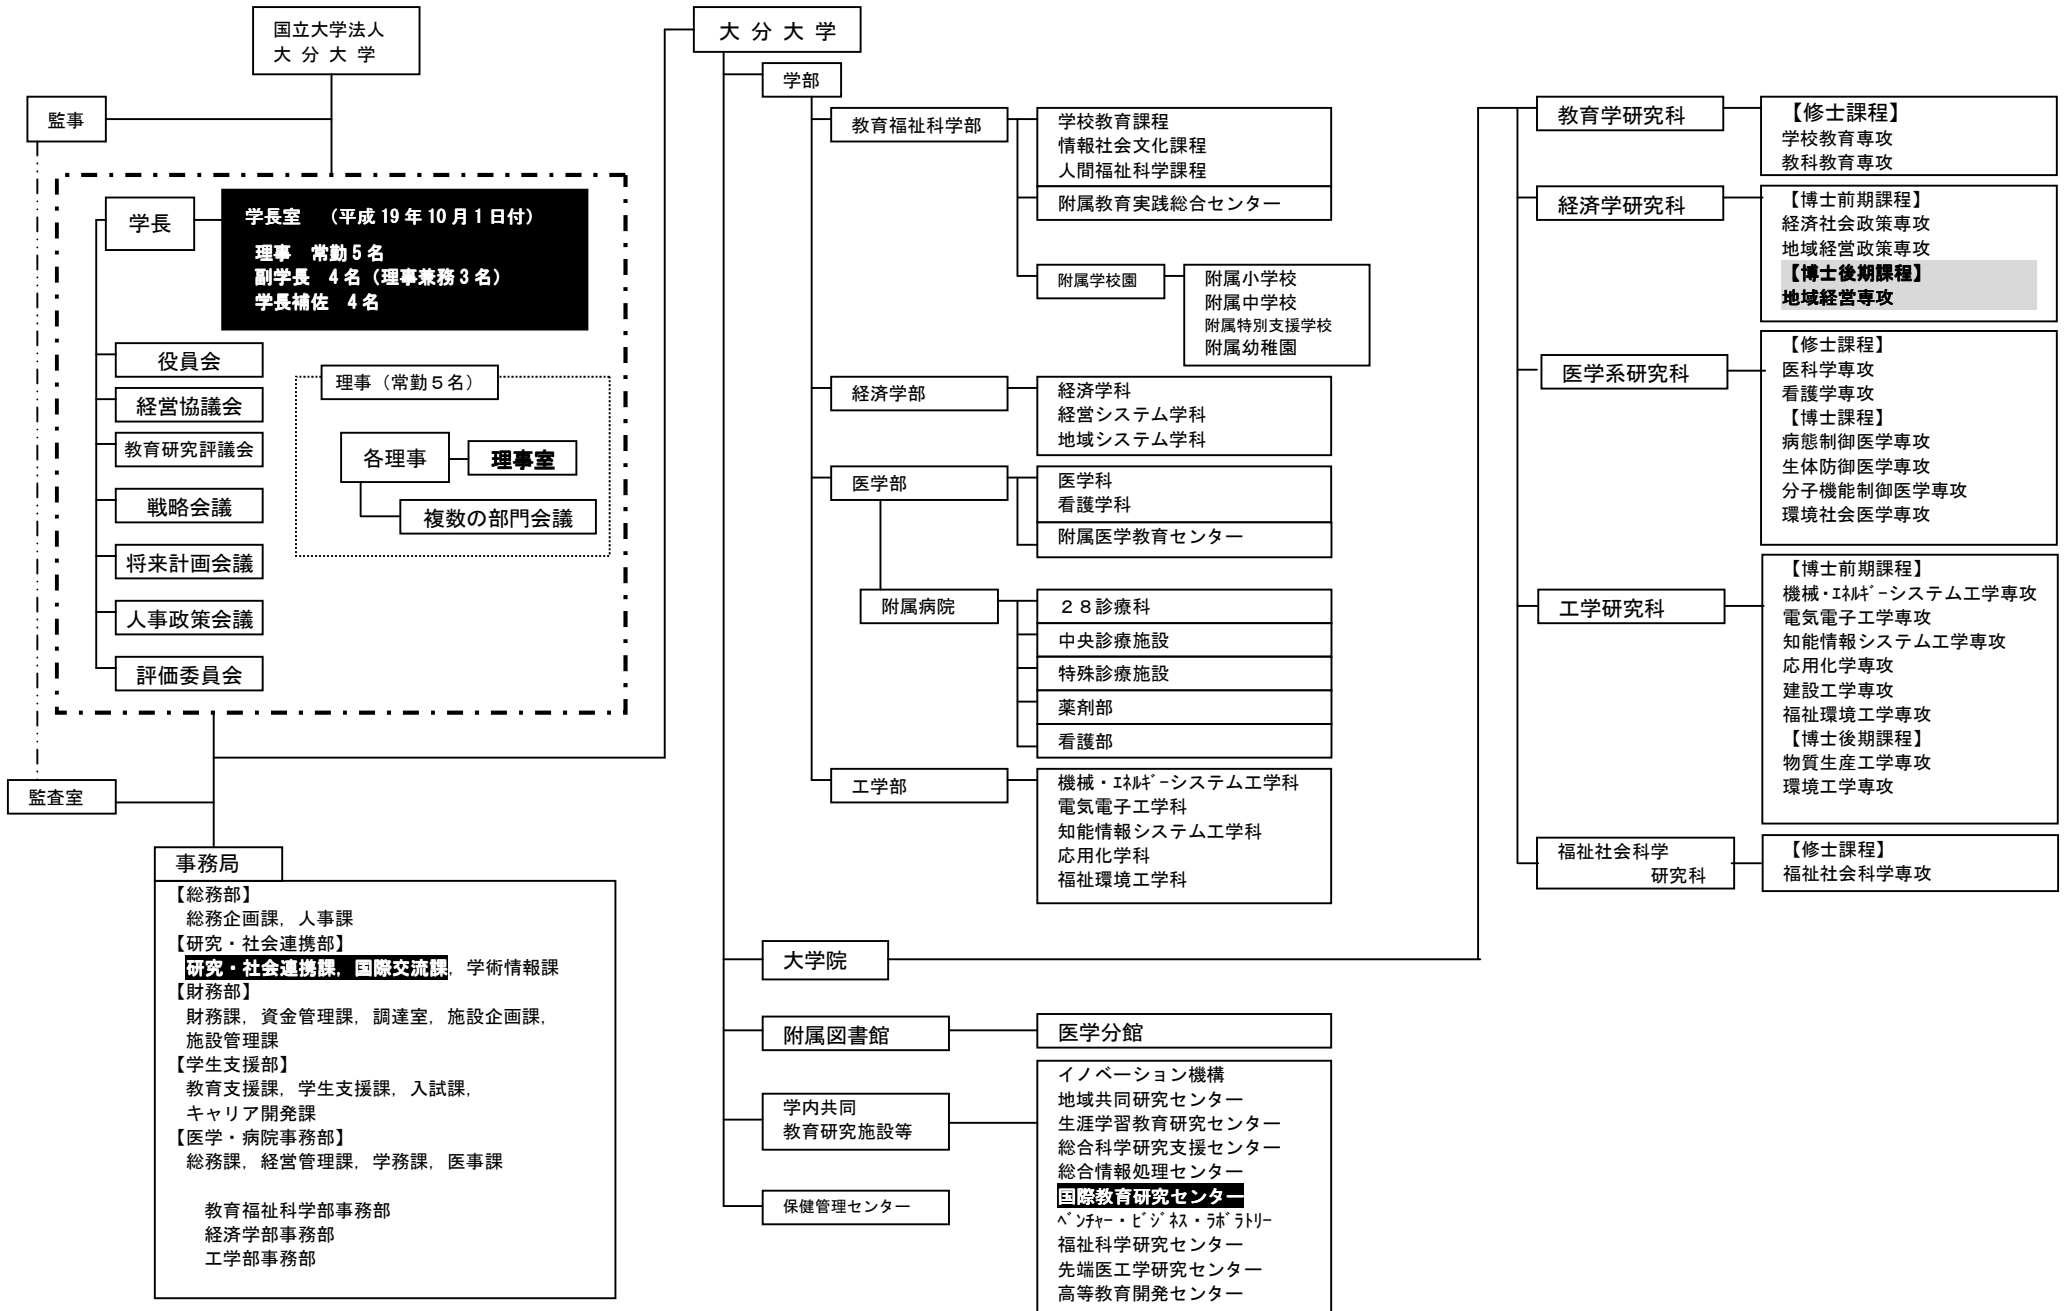 国立大学法人
大 分 大 学
監事
学長
学長室 （平成19年10月1日付）
理事 常勤5名
副学長 4名（理事兼務3名）
学長補佐 4名
役員会
経営協議会
教育研究評議会
戦略会議
将来計画会議
人事政策会議
評価委員会
理事（常勤５名）
各理事
理事室
複数の部門会議
監査室
事務局
【総務部】
総務企画課，人事課
【研究・社会連携部】
研究・社会連携課，国際交流課，学術情報課
【財務部】
財務課，資金管理課，調達室，施設企画課，
施設管理課
【学生支援部】
教育支援課，学生支援課，入試課，
キャリア開発課
【医学・病院事務部】
総務課，経営管理課，学務課，医事課
教育福祉科学部事務部
経済学部事務部
工学部事務部
大 分 大 学
学部
教育福祉科学部
学校教育課程
情報社会文化課程
人間福祉科学課程
附属教育実践総合センター
附属学校園
附属小学校
附属中学校
附属特別支援学校
附属幼稚園
経済学部
経済学科
経営システム学科
地域システム学科
医学部
医学科
看護学科
附属医学教育センター
附属病院
２８診療科
中央診療施設
特殊診療施設
薬剤部
看護部
工学部
機械・ｴﾈﾙｷﾞｰシステム工学科
電気電子工学科
知能情報システム工学科
応用化学科
福祉環境工学科
大学院
附属図書館
医学分館
学内共同
教育研究施設等
イノベーション機構
地域共同研究センター
生涯学習教育研究センター
総合科学研究支援センター
総合情報処理センター
国際教育研究センター
ﾍﾞﾝﾁｬｰ・ﾋﾞｼﾞﾈｽ・ﾗﾎﾞﾗﾄﾘｰ
福祉科学研究センター
先端医工学研究センター
高等教育開発センター
保健管理センター
教育学研究科
【修士課程】
学校教育専攻
教科教育専攻
経済学研究科
【博士前期課程】
経済社会政策専攻
地域経営政策専攻
【博士後期課程】
地域経営専攻
医学系研究科
【修士課程】
医科学専攻
看護学専攻
【博士課程】
病態制御医学専攻
生体防御医学専攻
分子機能制御医学専攻
環境社会医学専攻
工学研究科
【博士前期課程】
機械・ｴﾈﾙｷﾞｰシステム工学専攻
電気電子工学専攻
知能情報システム工学専攻
応用化学専攻
建設工学専攻
福祉環境工学専攻
【博士後期課程】
物質生産工学専攻
環境工学専攻
福祉社会科学
研究科
【修士課程】
福祉社会科学専攻